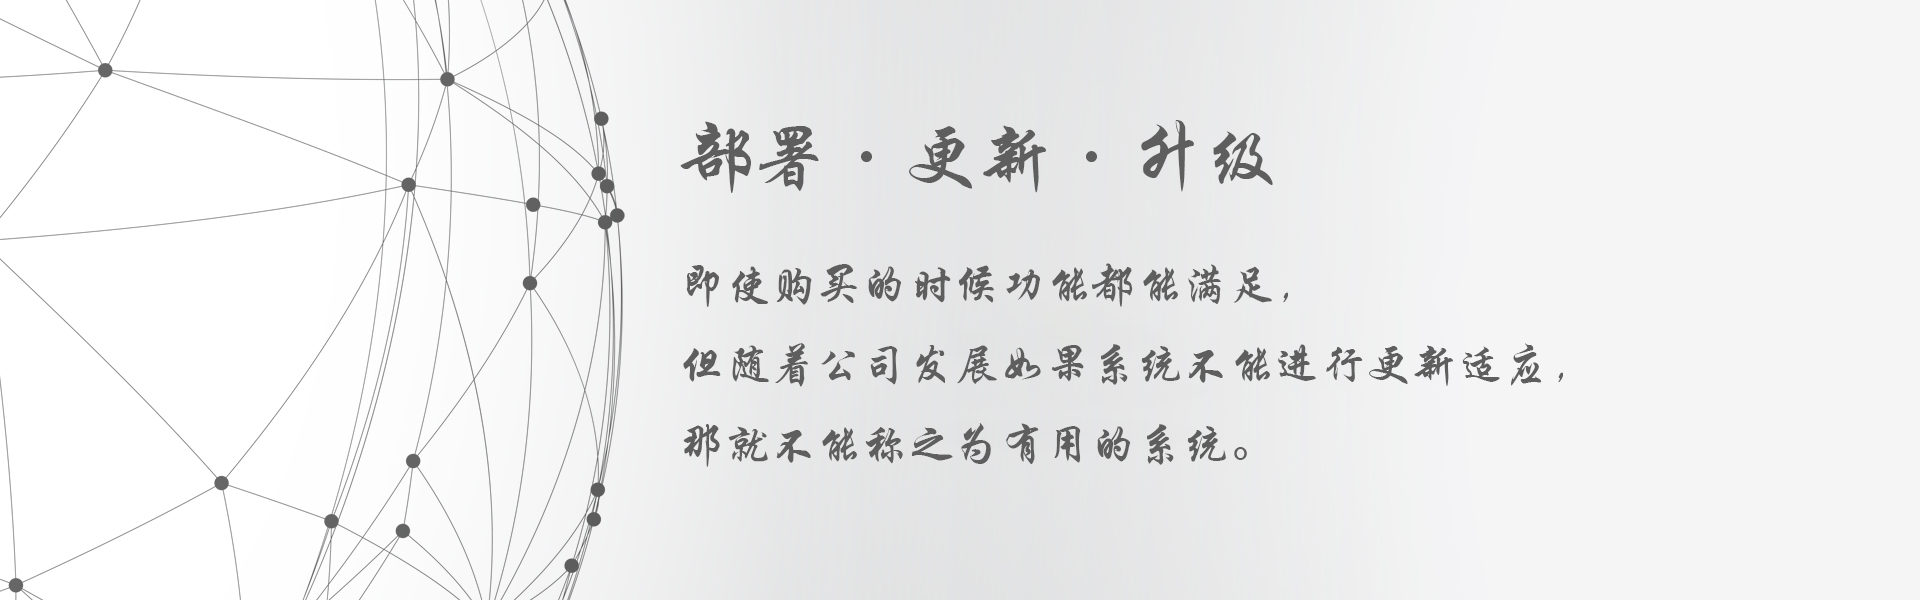 部署·更新·升级
即使购买的时候功能都能满足，
但随着公司发展如果系统不能进行更新适应，
那就不能称之为有用的系统。